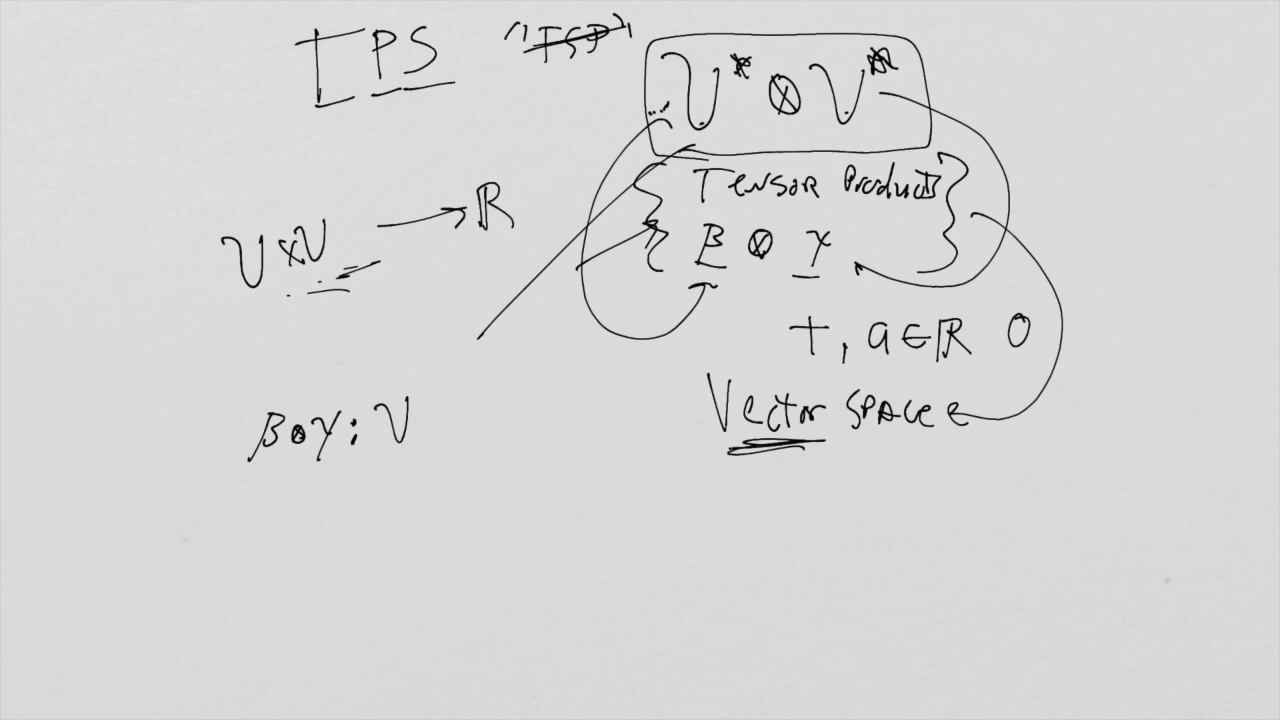 TPS "TSP"
V* ⊗ V*
V×V → ℝ
{ Tensor Products }
β ⊗ γ
+, a ∈ ℝ 0
Vector Space
β⊗γ : V